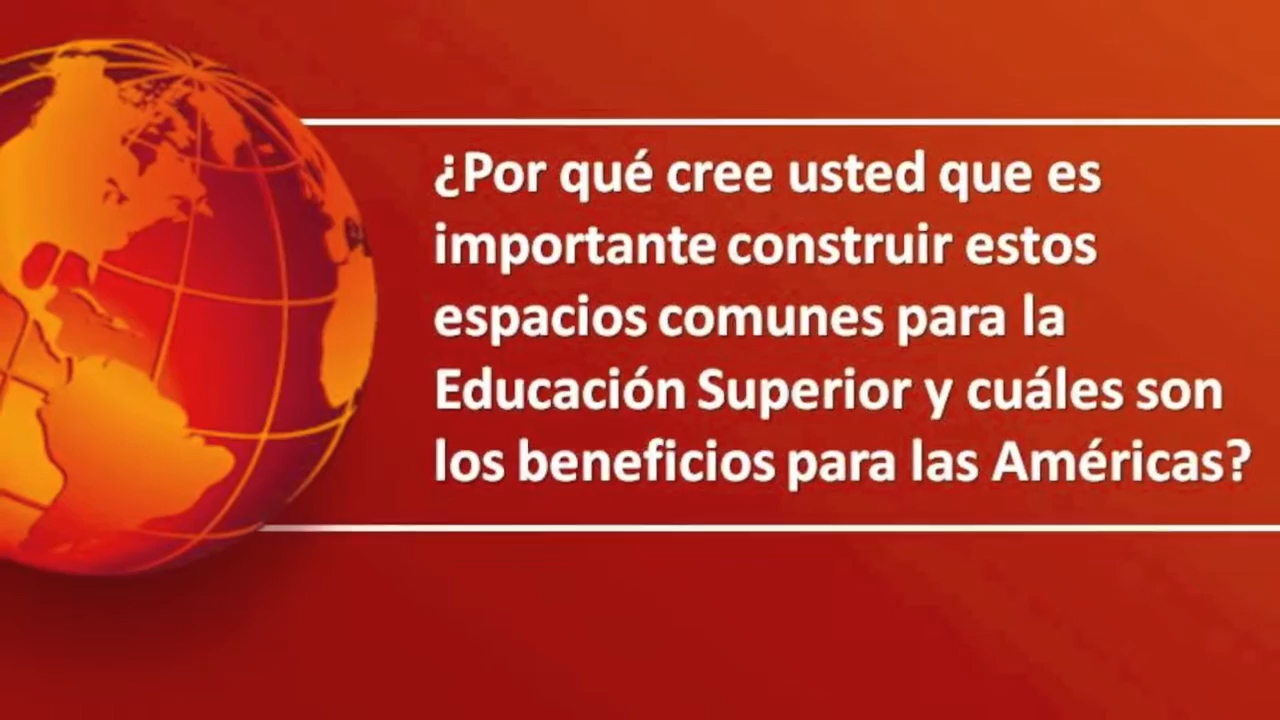 ¿Por qué cree usted que es
importante construir estos
espacios comunes para la
Educación Superior y cuáles son
los beneficios para las Américas?